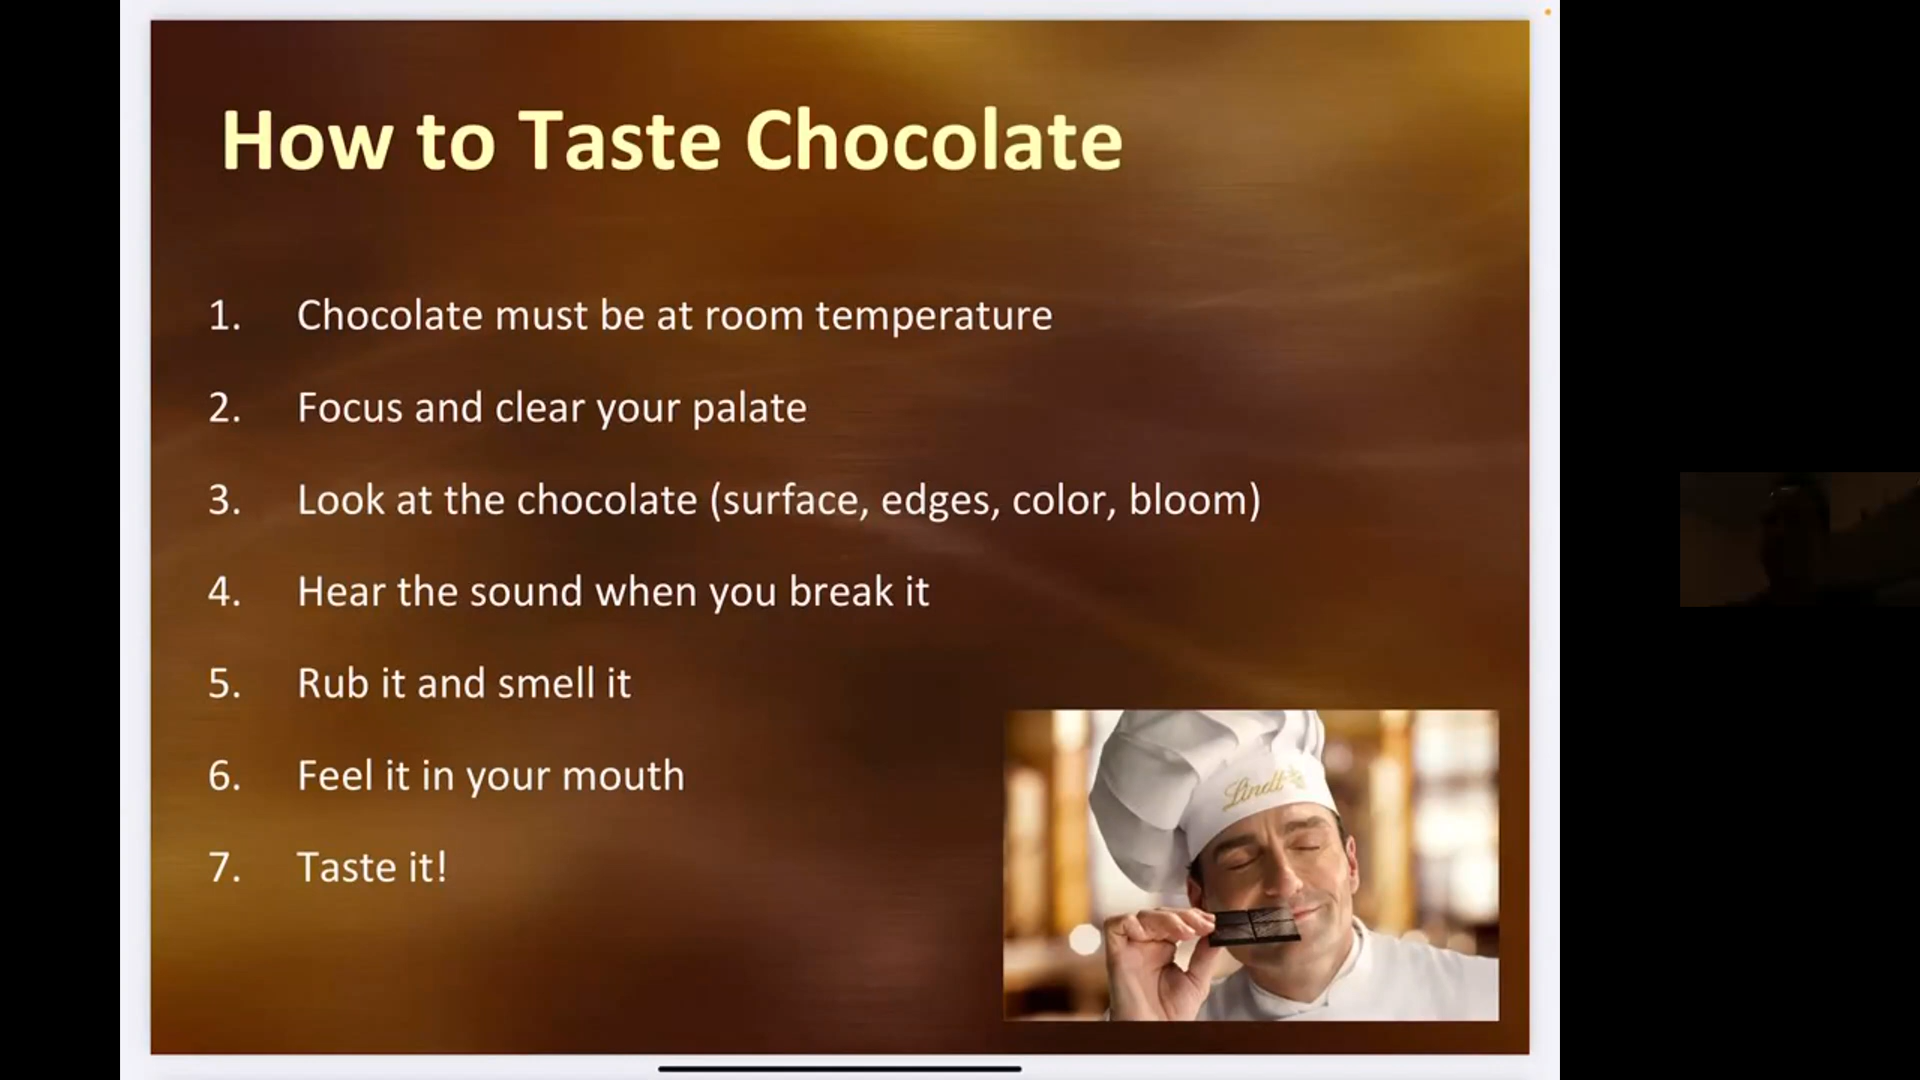 How to Taste Chocolate
1. Chocolate must be at room temperature
2. Focus and clear your palate
3. Look at the chocolate (surface, edges, color, bloom)
4. Hear the sound when you break it
5. Rub it and smell it
6. Feel it in your mouth
7. Taste it!
Lindt